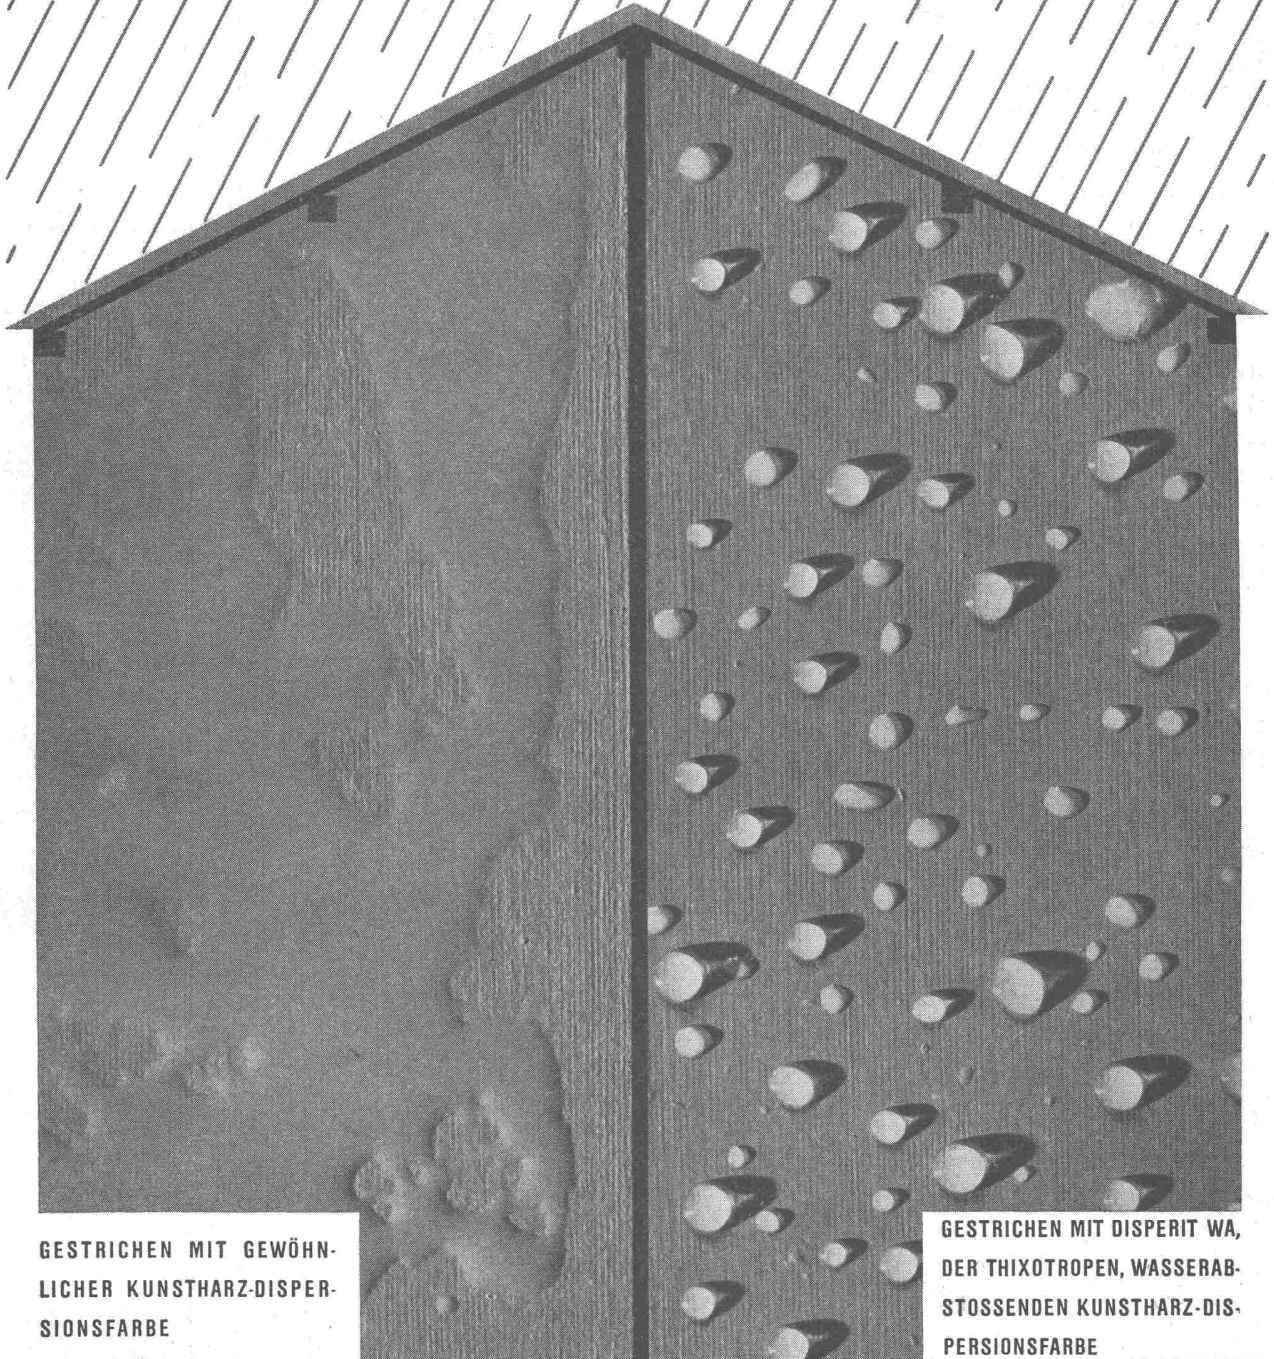 GESTRICHEN MIT GEWÖHN-
LICHER KUNSTHARZ-DISPER-
SIONSFARBE
GESTRICHEN MIT DISPERIT WA,
DER THIXOTROPEN, WASSERAB-
STOSSENDEN KUNSTHARZ-DIS-
PERSIONSFARBE